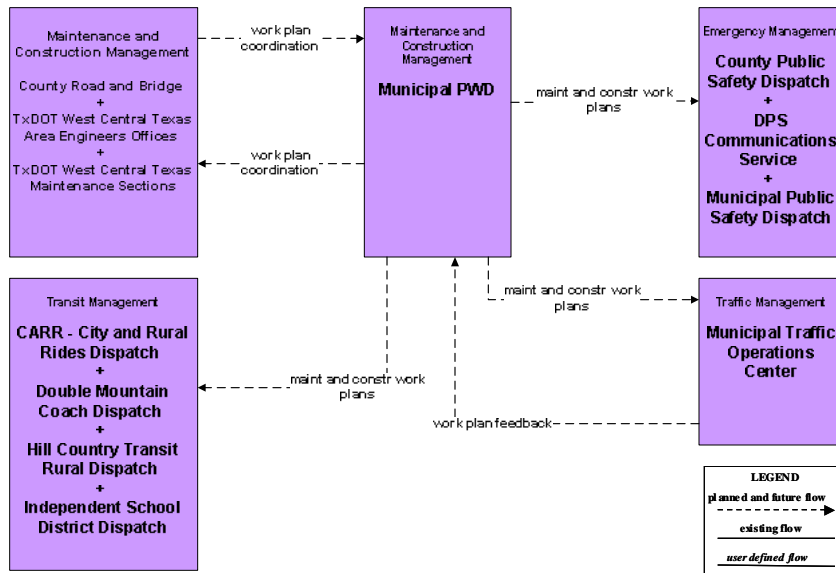 Maintenance and
Construction Management
County Road and Bridge
+
TxDOT West Central Texas
Area Engineers Offices
+
TxDOT West Central Texas
Maintenance Sections
work plan
coordination
work plan
coordination
Maintenance and
Construction
Management
Municipal PWD
maint and constr work
plans
Emergency Management
County Public
Safety Dispatch
+
DPS
Communications
Service
+
Municipal Public
Safety Dispatch
Transit Management
CARR - City and Rural
Rides Dispatch
+
Double Mountain
Coach Dispatch
+
Hill Country Transit
Rural Dispatch
+
Independent School
District Dispatch
maint and constr work
plans
maint and constr work
plans
work plan feedback
Traffic Management
Municipal Traffic
Operations
Center
LEGEND
planned and future flow
existing flow
user defined flow